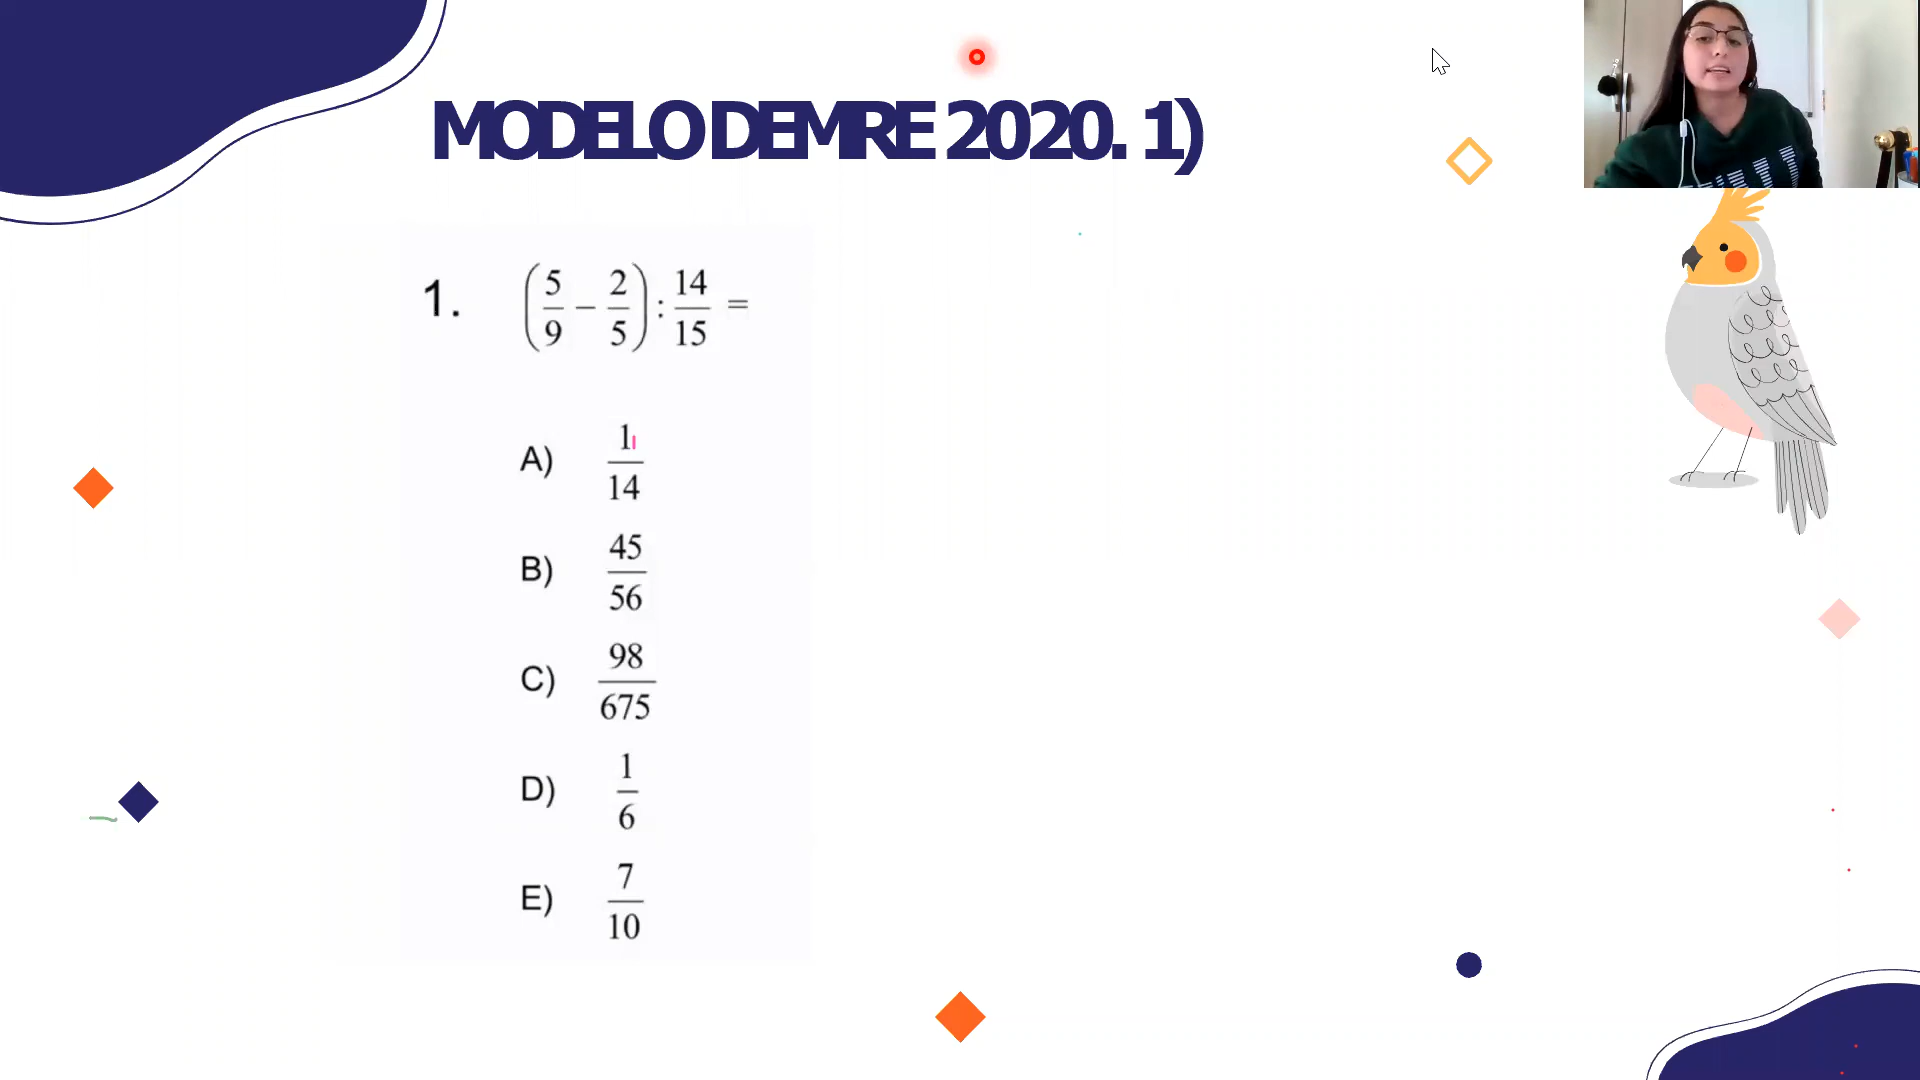 MODELO DEMRE 2020. 1)
1. (5/9 − 2/5) : 14/15 =
A) 1/14
B) 45/56
C) 98/675
D) 1/6
E) 7/10